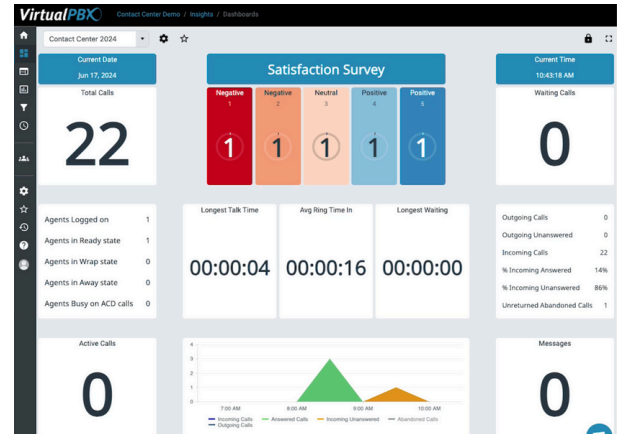 VirtualPBX
Contact Center Demo / Insights / Dashboards
Contact Center 2024
Current Date
Jun 17, 2024
Satisfaction Survey
Current Time
10:43:18 AM
Total Calls
22
Negative
1
1
Negative
2
1
Neutral
3
1
Positive
4
1
Positive
5
1
Waiting Calls
0
Agents Logged on 1
Agents in Ready state 1
Agents in Wrap state 0
Agents in Away state 0
Agents Busy on ACD calls 0
Longest Talk Time
00:00:04
Avg Ring Time In
00:00:16
Longest Waiting
00:00:00
Outgoing Calls 0
Outgoing Unanswered 0
Incoming Calls 22
% Incoming Answered 14%
% Incoming Unanswered 86%
Unreturned Abandoned Calls 1
Active Calls
0
4
3
2
1
0
7:00 AM 8:00 AM 9:00 AM 10:00 AM
Incoming Calls Answered Calls Incoming Unanswered Abandoned Calls
Outgoing Calls
Messages
0